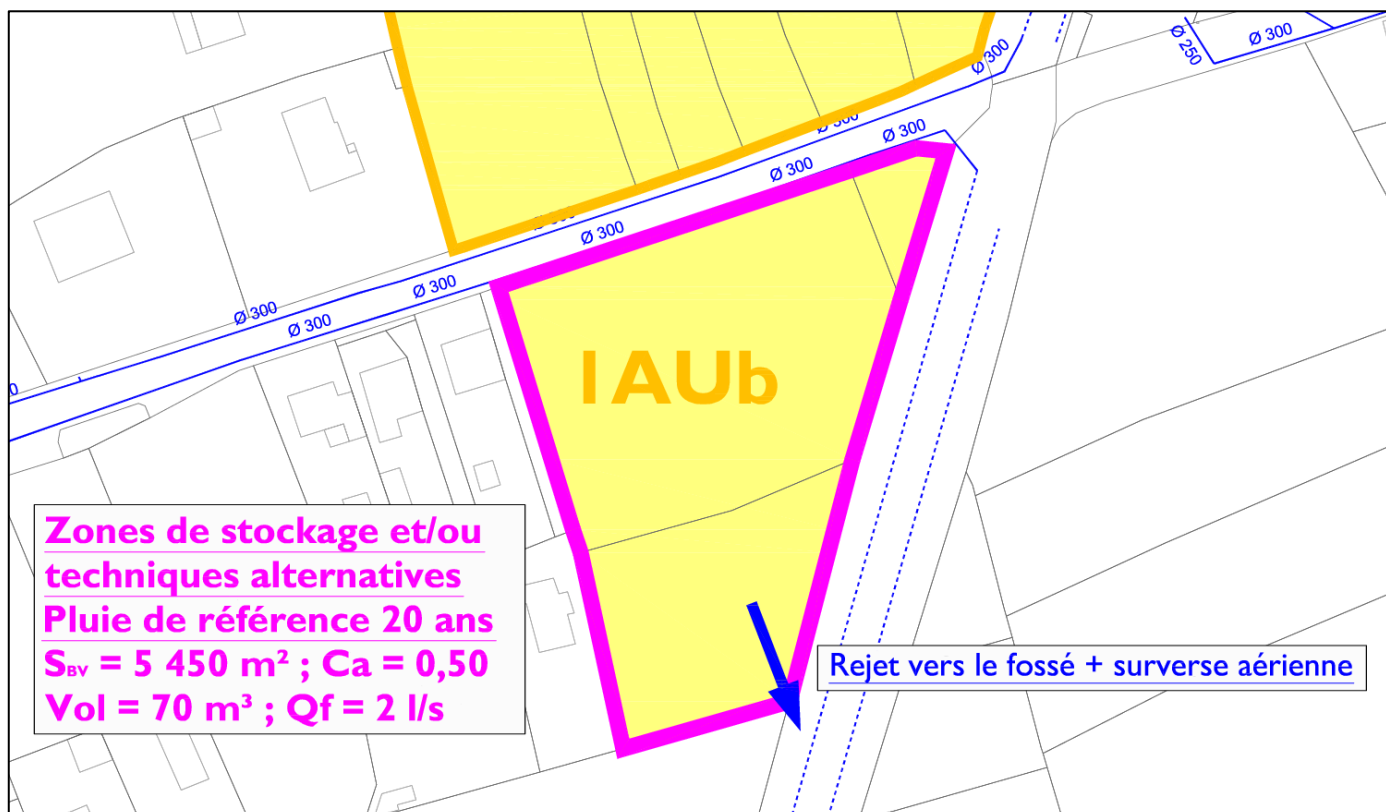 Ø 300
Ø 250
Ø 300
Ø 300
Ø 300
Ø 300
Ø 300
Ø 300
Ø 300
Ø 300
Ø 300
Ø 300
0
1AUb
Zones de stockage et/ou
techniques alternatives
Pluie de référence 20 ans
SBV = 5 450 m² ; Ca = 0,50
Vol = 70 m³ ; Qf = 2 l/s
Rejet vers le fossé + surverse aérienne